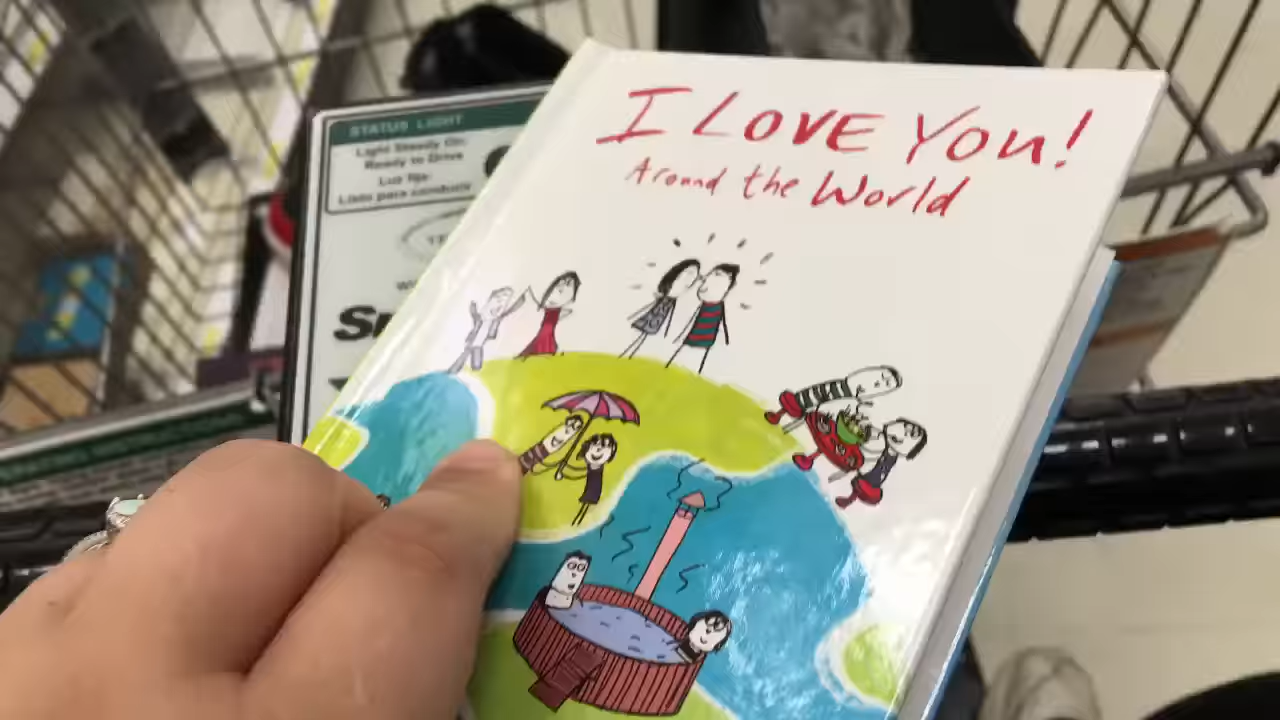 I LOVE You!
Around the World
STATUS LIGHT
Light Steady On:
Ready to Drive
Luz fija:
Listo para conducir